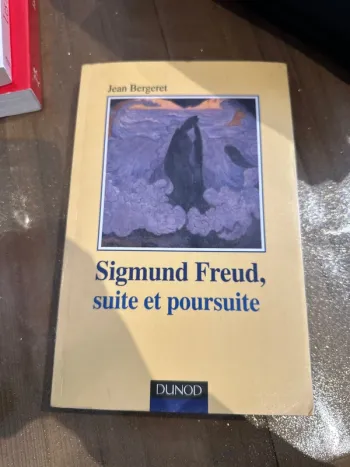 Jean Bergeret
Sigmund Freud,
suite et poursuite
DUNOD